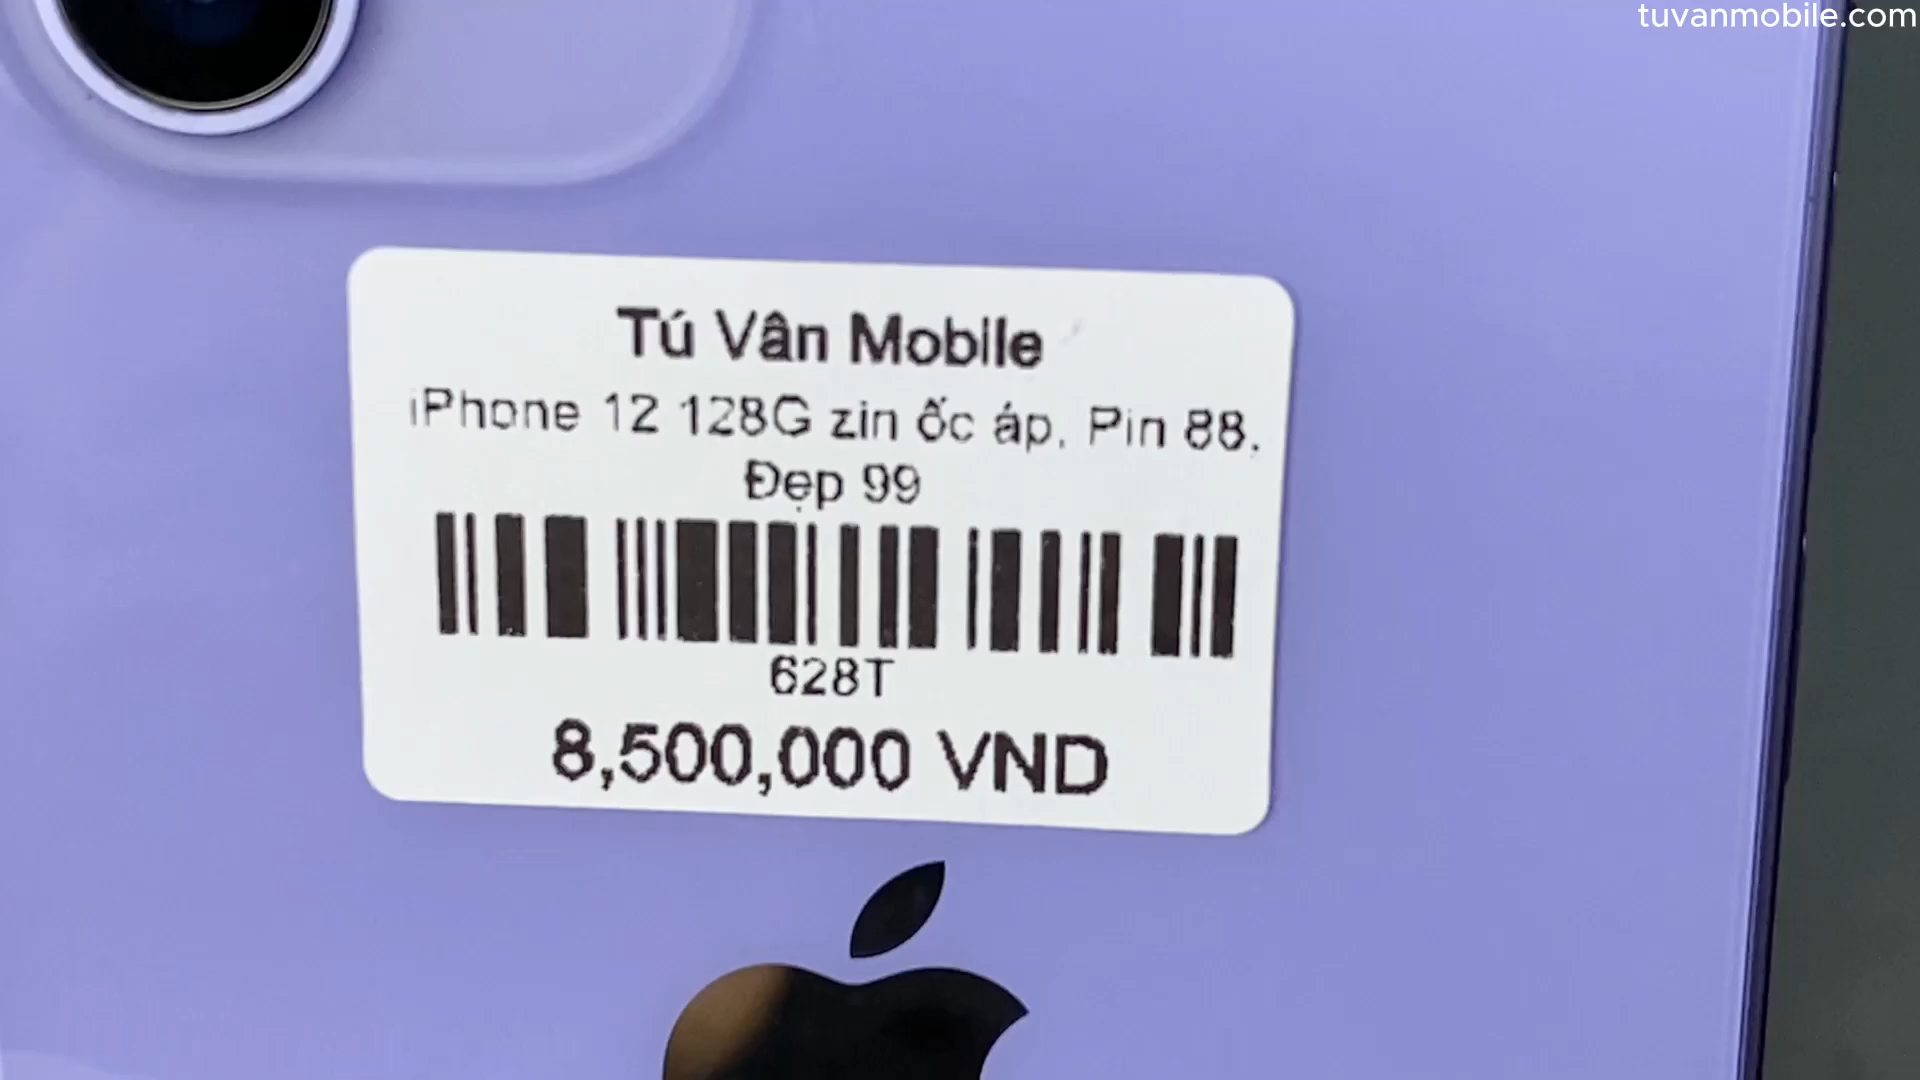 tuvanmobile.com
Tú Vân Mobile
iPhone 12 128G zin ốc áp, Pin 88,
Đẹp 99
628T
8,500,000 VND